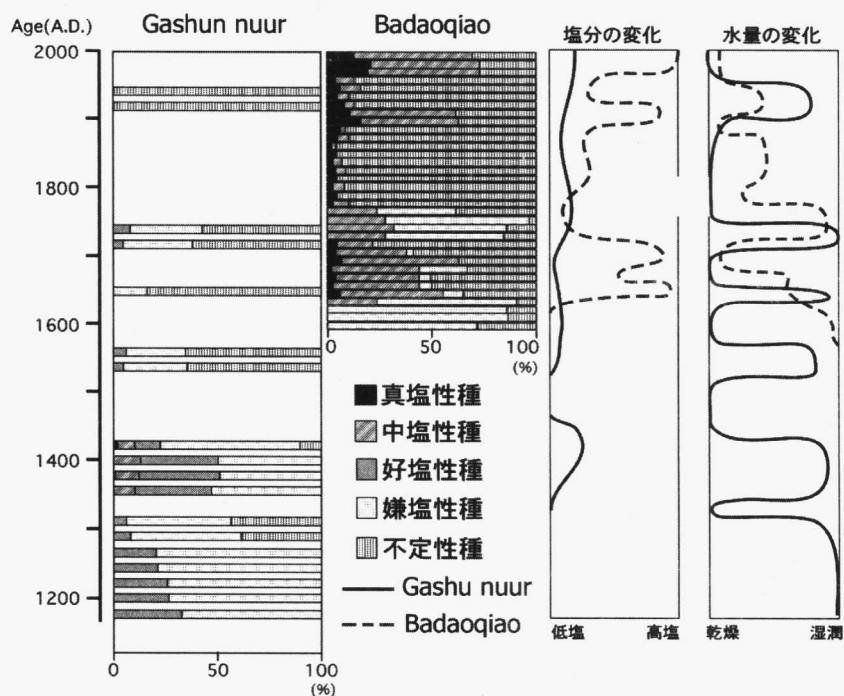 Age(A.D.)
Gashun nuur
Badaoqiao
塩分の変化
水量の変化
2000
1800
1600
1400
1200
0 50 100
(%)
0 50 100
(%)
真塩性種
中塩性種
好塩性種
嫌塩性種
不定性種
Gashu nuur
Badaoqiao
低塩 高塩
乾燥 湿潤